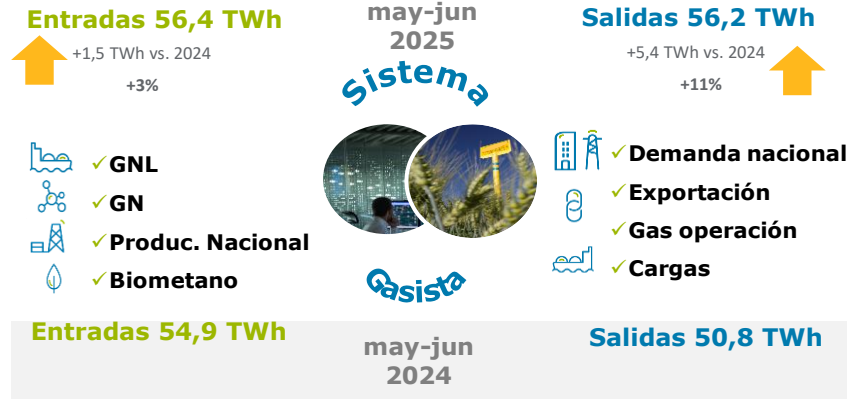 Entradas 56,4 TWh
+1,5 TWh vs. 2024
+3%
may-jun
2025
Salidas 56,2 TWh
+5,4 TWh vs. 2024
+11%
Sistema
Gasista
✓GNL
✓GN
✓Produc. Nacional
✓Biometano
✓Demanda nacional
✓Exportación
✓Gas operación
✓Cargas
Entradas 54,9 TWh
may-jun
2024
Salidas 50,8 TWh